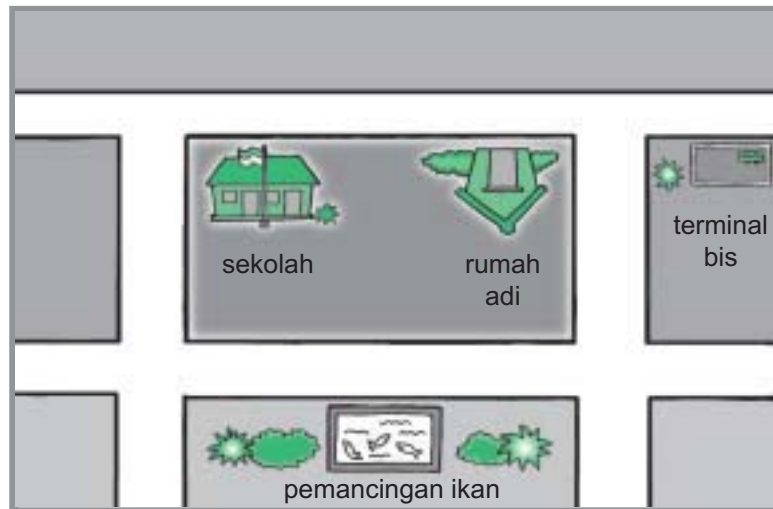 sekolah
rumah
adi
terminal
bis
pemancingan ikan